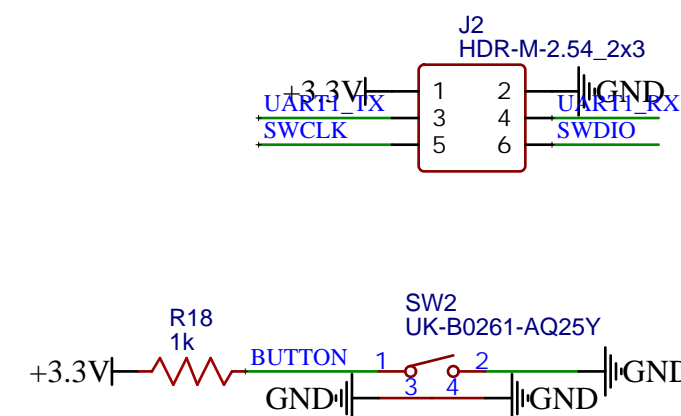 J2
HDR-M-2.54_2x3
+3.3V 1 2 GND
UART1_TX 3 4 UART1_RX
SWCLK 5 6 SWDIO
SW2
UK-B0261-AQ25Y
R18
1k
+3.3V BUTTON 1 2 GND
GND 3 4 GND